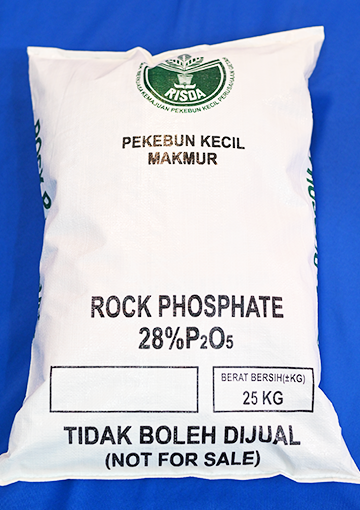 RISDA
PEKEBUN KECIL
MAKMUR
ROCK PHOSPHATE
28%P₂O₅
BERAT BERSIH(±KG)
25 KG
TIDAK BOLEH DIJUAL
(NOT FOR SALE)